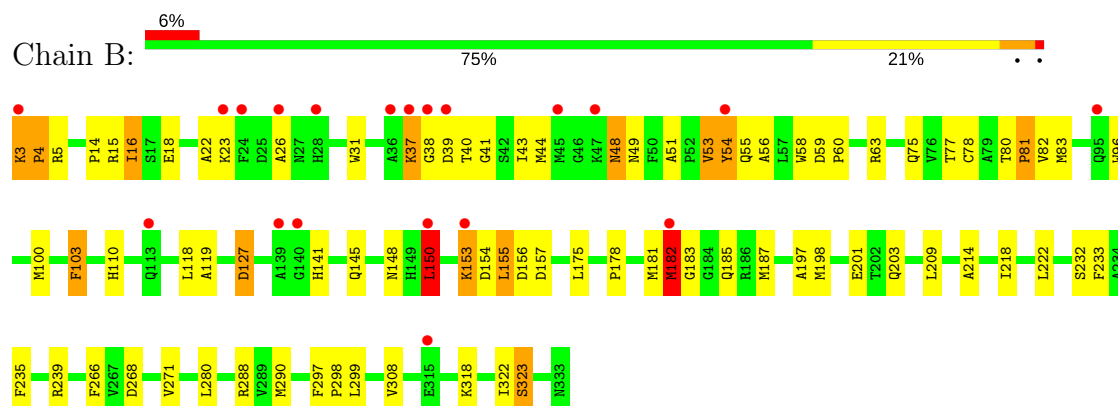 6%
Chain B:
75% 21% • •
K3 P4 R5 P14 R15 I16 S17 E18 A22 K23 F24 D25 A26 N27 H28 W31 A36 K37 G38 D39 T40 G41 S42 I43 M44 M45 G46 K47 N48 N49 F50 A51 P52 V53 Y54 Q55 A56 L57 W58 D59 P60 R63 Q75 V76 T77 C78 A79 T80 P81 V82 M83 Q95
M100 F103 H110 Q113 L118 A119 D127 A139 G140 H141 Q145 N148 H149 L150 K153 D154 L155 D156 D157 L175 P178 M181 M182 G183 G184 Q185 R186 M187 A197 M198 E201 T202 Q203 L209 A214 I218 L222 S232 F233
F235 R239 F266 V267 D268 V271 L280 R288 V289 M290 F297 P298 L299 V308 E315 K318 I322 S323 N333